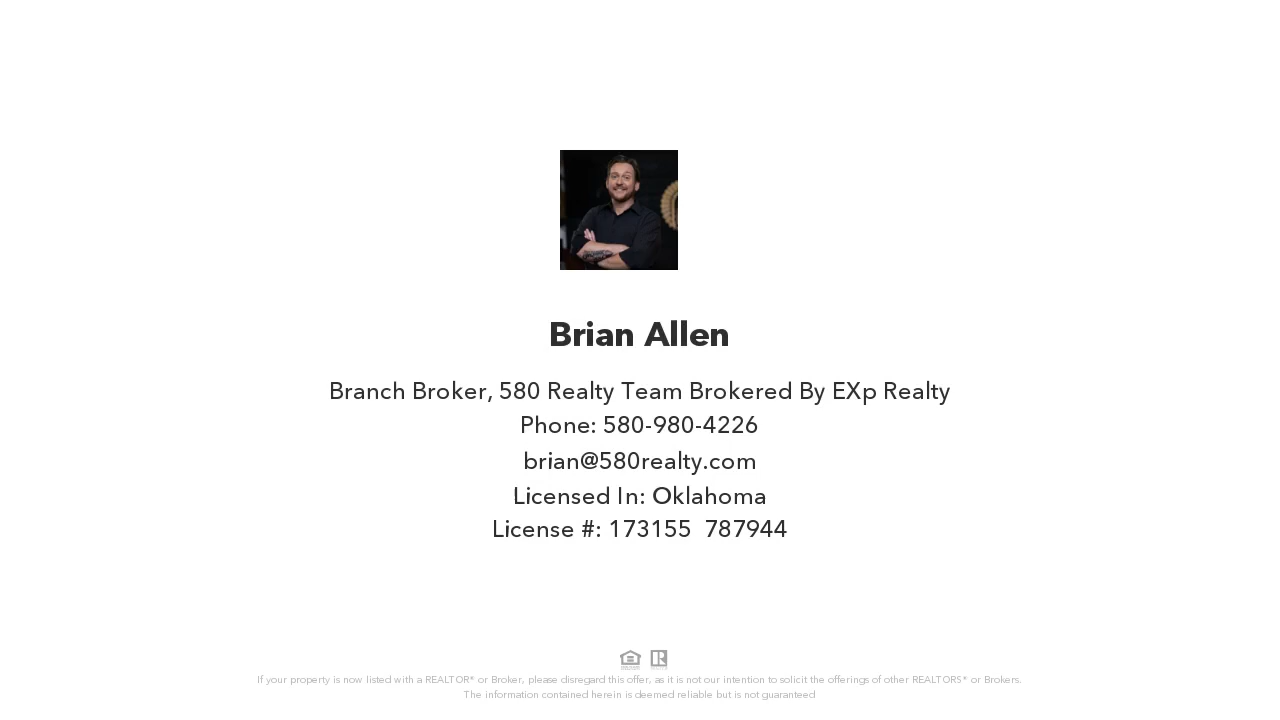 Brian Allen
Branch Broker, 580 Realty Team Brokered By EXp Realty
Phone: 580-980-4226
brian@580realty.com
Licensed In: Oklahoma
License #: 173155  787944
If your property is now listed with a REALTOR® or Broker, please disregard this offer, as it is not our intention to solicit the offerings of other REALTORS® or Brokers.
The information contained herein is deemed reliable but is not guaranteed